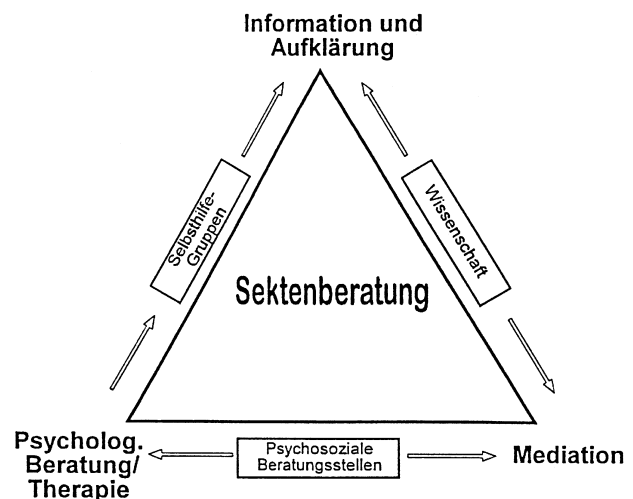 Information und
Aufklärung
Selbsthilfe-
Gruppen
Wissenschaft
Sektenberatung
Psycholog.
Beratung/
Therapie
Psychosoziale
Beratungsstellen
Mediation